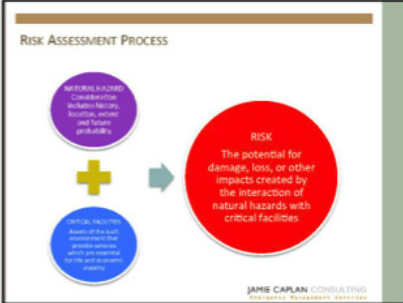 RISK ASSESSMENT PROCESS
NATURAL HAZARD
Consideration
includes history,
location, extent
and future
probability
CRITICAL FACILITIES
Assets of the built
environment that
provide services
which are essential
for life and economic
viability
RISK
The potential for
damage, loss, or other
impacts created by
the interaction of
natural hazards with
critical facilities
JAMIE CAPLAN CONSULTING
Emergency Management Services